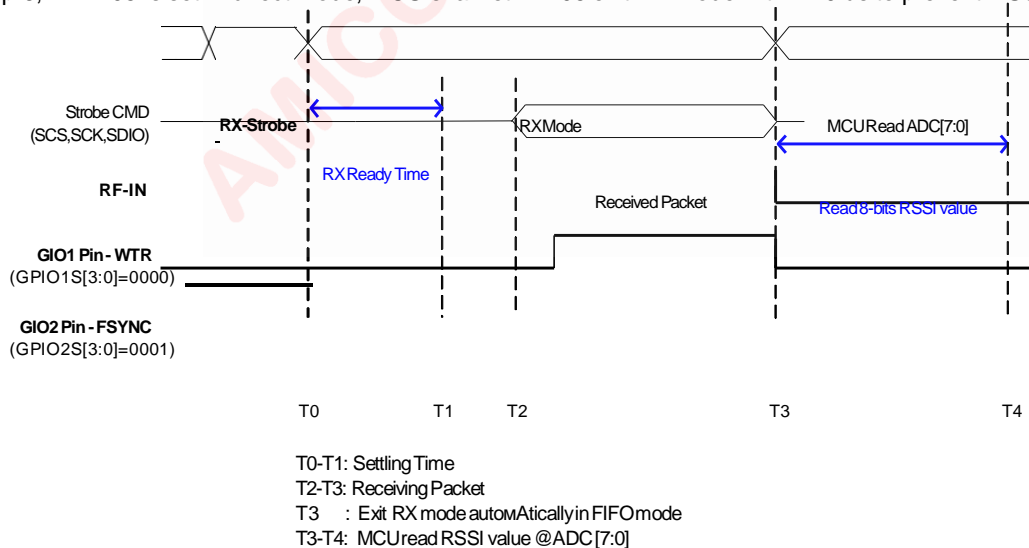 Strobe CMD
(SCS,SCK,SDIO)
RX-Strobe
RXMode
MCURead ADC[7:0]
RX Ready Time
RF-IN
Received Packet
Read 8-bits RSSI value
GIO1 Pin - WTR
(GPIO1S[3:0]=0000)
GIO2 Pin - FSYNC
(GPIO2S[3:0]=0001)
T0 T1 T2 T3 T4
T0-T1: Settling Time
T2-T3: Receiving Packet
T3 : Exit RX mode autoмAtically in FIFO mode
T3-T4: MCU read RSSI value @ADC [7:0]